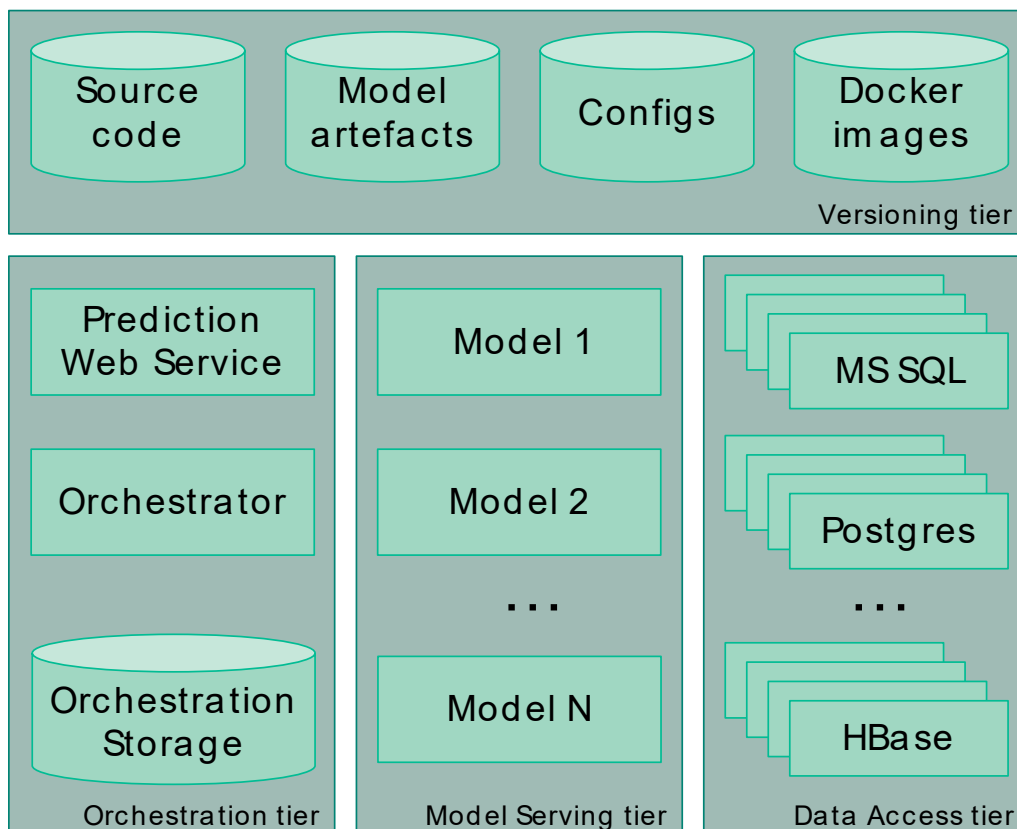 Source
code
Model
artefacts
Configs
Docker
images
Versioning tier
Prediction
Web Service
Orchestrator
Orchestration
Storage
Orchestration tier
Model 1
Model 2
...
Model N
Model Serving tier
MS SQL
Postgres
...
HBase
Data Access tier